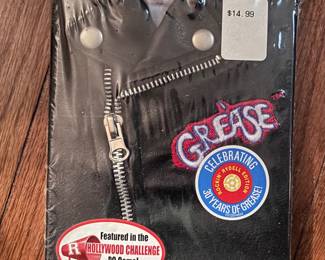 $14.99
GREASE
CELEBRATING
ROCKIN' RYDELL EDITION
30 YEARS OF GREASE!
Featured in the
R
HOLLYWOOD CHALLENGE